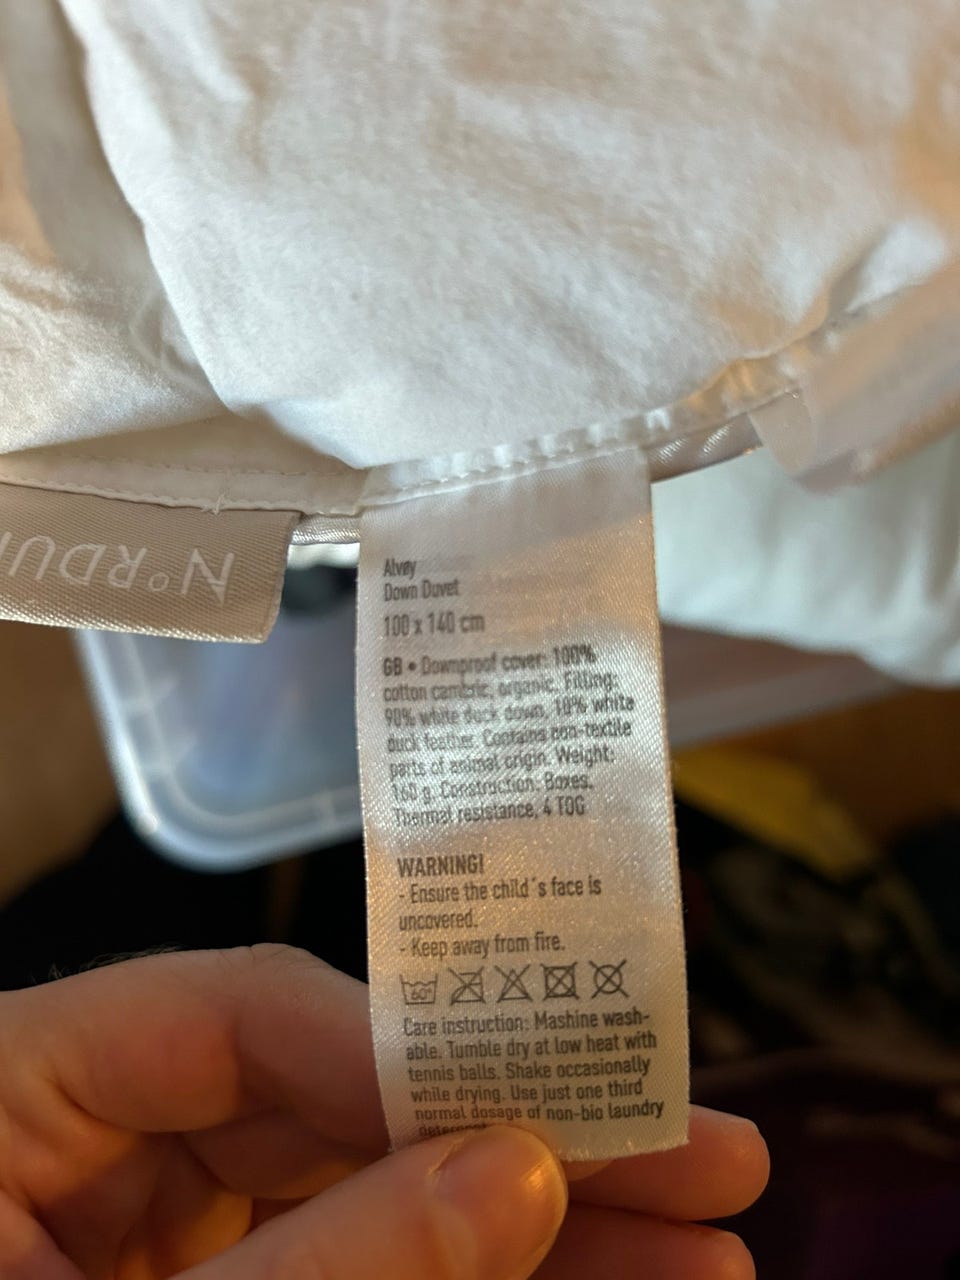 N°RDU
Alvøy
Down Duvet
100 x 140 cm
GB • Downproof cover: 100%
cotton cambric, organic. Filling:
90% white duck down, 10% white
duck feather. Contains non-textile
parts of animal origin. Weight:
160 g. Construction: Boxes.
Thermal resistance, 4 TOG
WARNING!
- Ensure the child´s face is
uncovered.
- Keep away from fire.
60°
Care instruction: Mashine wash-
able. Tumble dry at low heat with
tennis balls. Shake occasionally
while drying. Use just one third
normal dosage of non-bio laundry